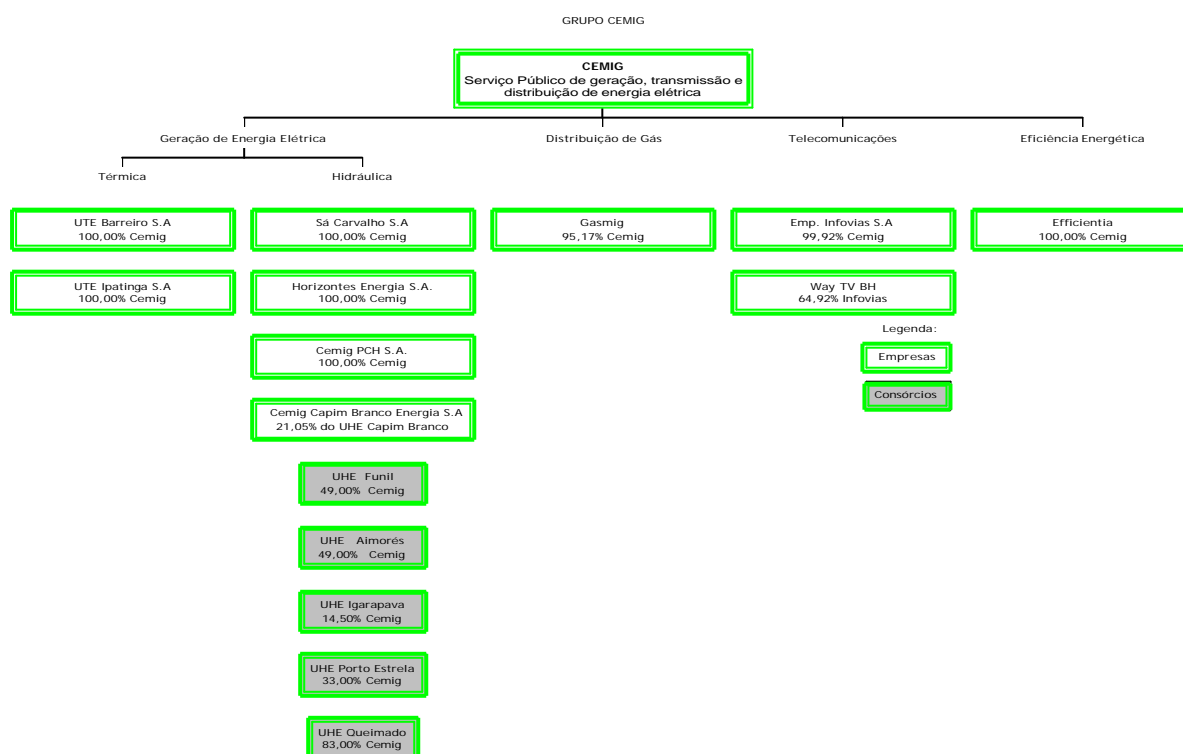 GRUPO CEMIG
CEMIG
Serviço Público de geração, transmissão e
distribuição de energia elétrica
Geração de Energia Elétrica
Distribuição de Gás
Telecomunicações
Eficiência Energética
Térmica
Hidráulica
UTE Barreiro S.A
100,00% Cemig
Sá Carvalho S.A
100,00% Cemig
Gasmig
95,17% Cemig
Emp. Infovias S.A
99,92% Cemig
Efficientia
100,00% Cemig
UTE Ipatinga S.A
100,00% Cemig
Horizontes Energia S.A.
100,00% Cemig
Way TV BH
64,92% Infovias
Legenda:
Cemig PCH S.A.
100,00% Cemig
Empresas
Consórcios
Cemig Capim Branco Energia S.A
21,05% do UHE Capim Branco
UHE Funil
49,00% Cemig
UHE Aimorés
49,00% Cemig
UHE Igarapava
14,50% Cemig
UHE Porto Estrela
33,00% Cemig
UHE Queimado
83,00% Cemig